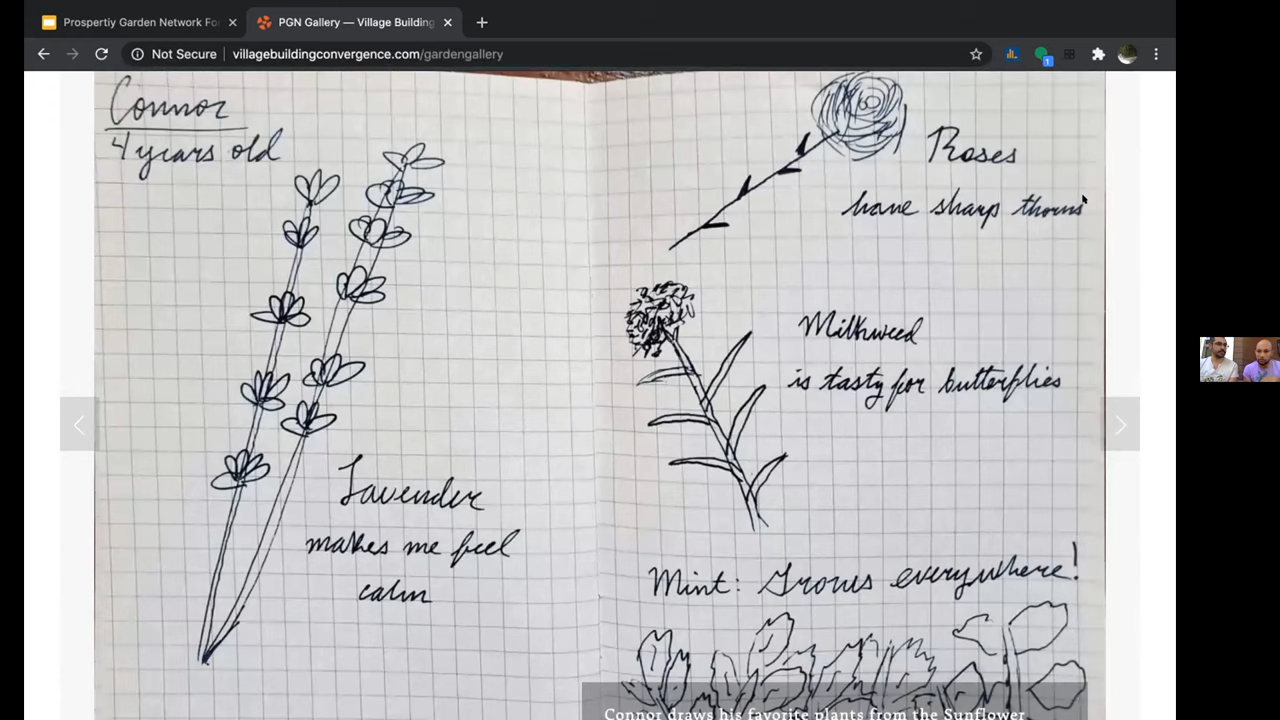 Prospertiy Garden Network Fo
PGN Gallery — Village Building
Not Secure
villagebuildingconvergence.com/gardengallery
1
Connor
4 years old
Lavender
makes me feel
calm
Roses
have sharp thorns
Milkweed
is tasty for butterflies
Mint: Grows everywhere!
Connor draws his favorite plants from the Sunflower